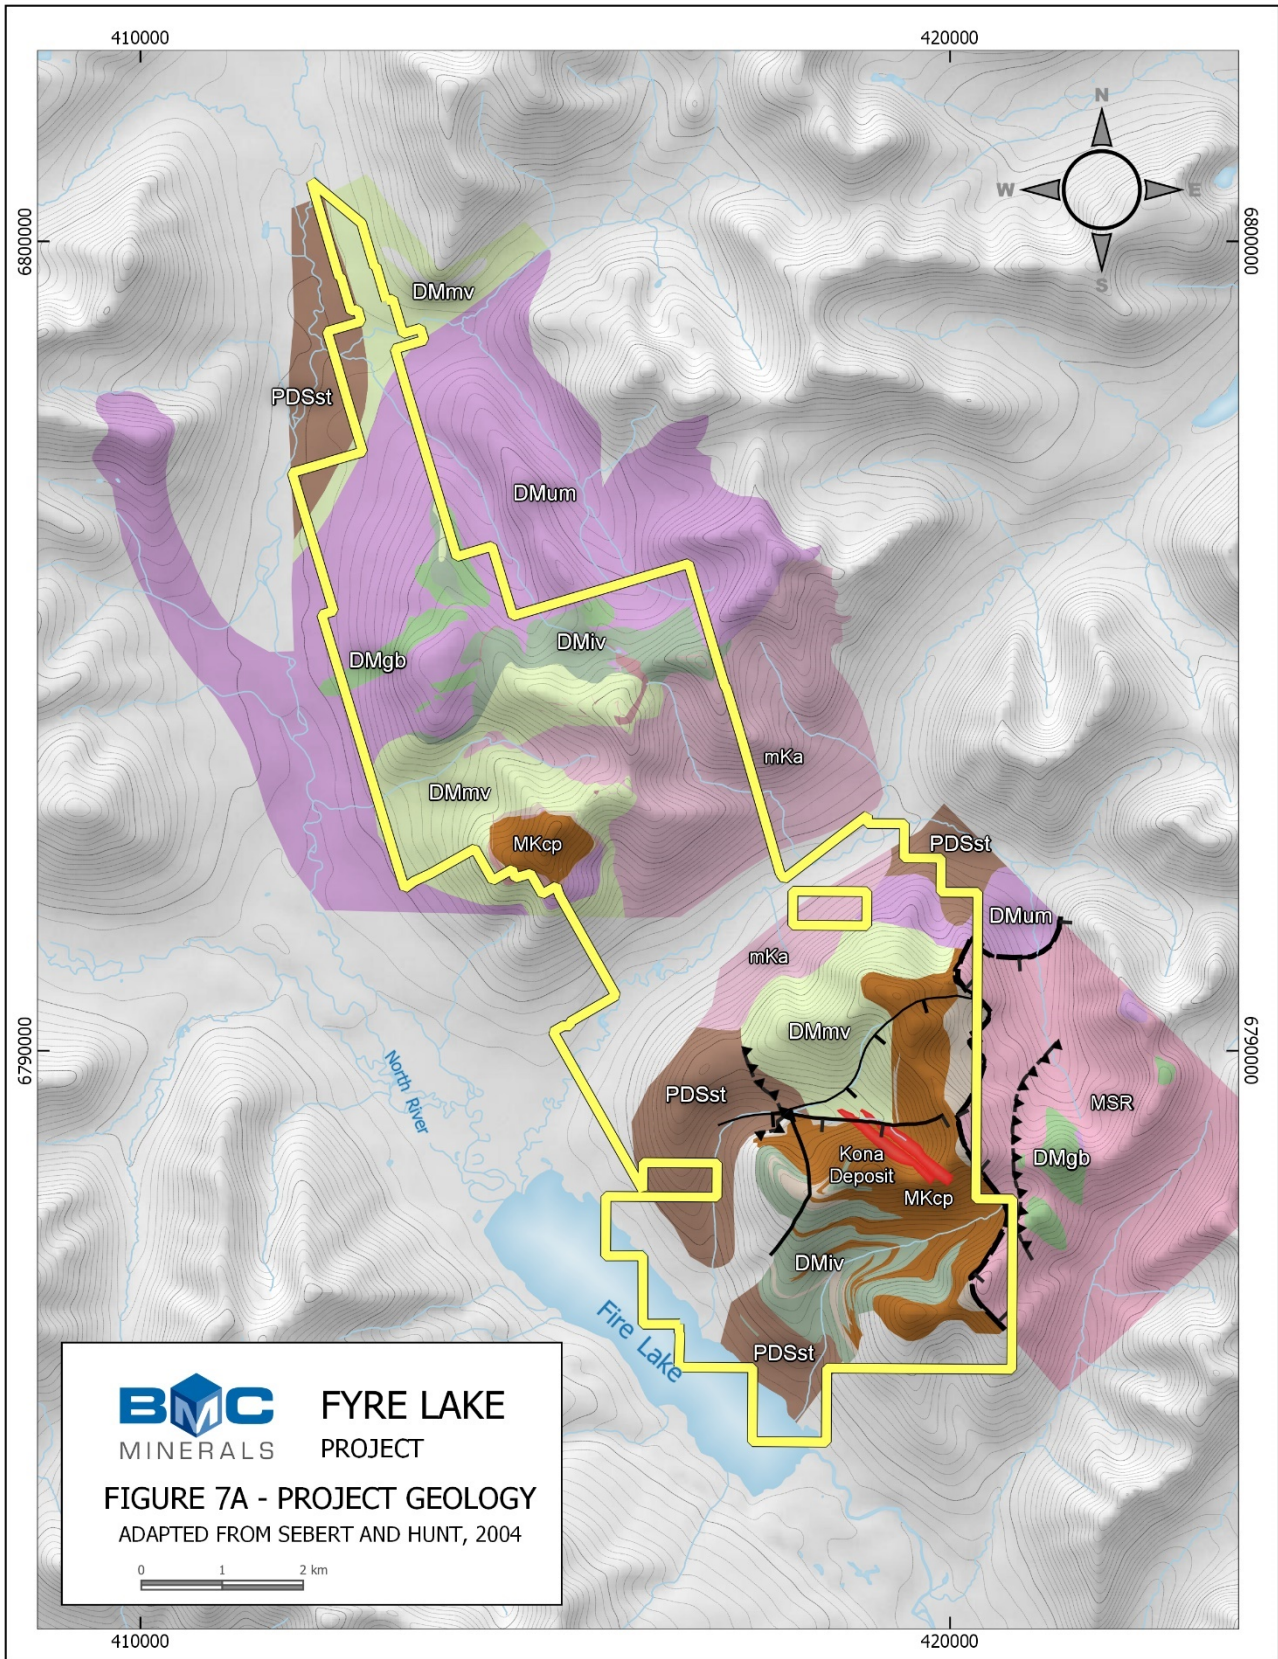 410000
420000
N
W
E
S
6800000
6800000
DMmv
PDSst
DMum
DMiv
DMgb
mKa
DMmv
MKcp
PDSst
DMum
mKa
DMmv
6790000
6790000
North River
PDSst
MSR
Kona
Deposit
DMgb
MKcp
DMiv
Fire Lake
PDSst
BMC
MINERALS
FYRE LAKE
PROJECT
FIGURE 7A - PROJECT GEOLOGY
ADAPTED FROM SEBERT AND HUNT, 2004
0 1 2 km
410000
420000